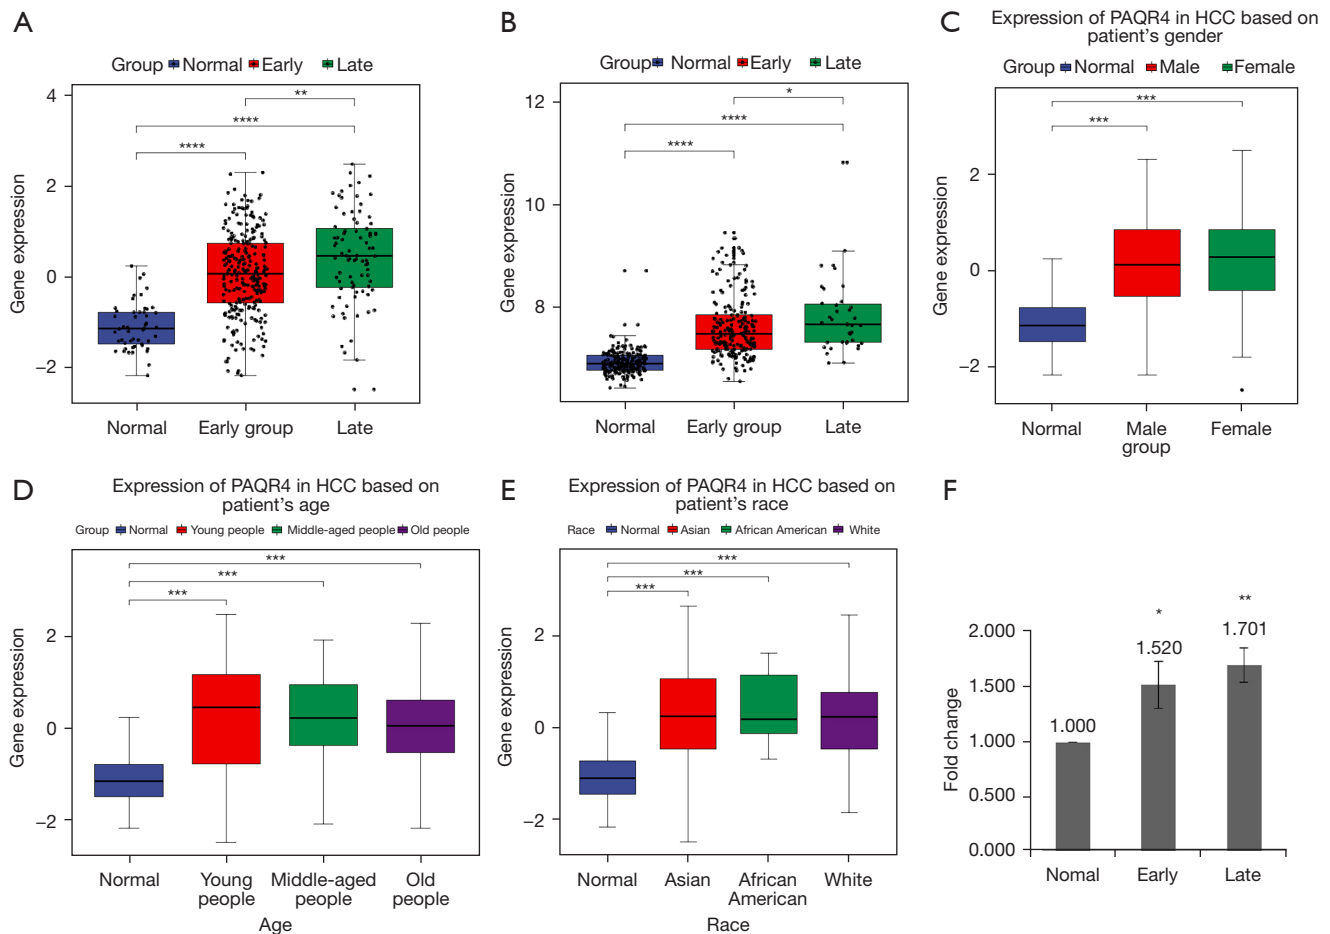 A
Group Normal Early Late
Gene expression
4
2
0
−2
**
****
****
Normal Early group Late
B
Group Normal Early Late
Gene expression
12
10
8
*
****
****
Normal Early group Late
C
Expression of PAQR4 in HCC based on
patient's gender
Group Normal Male Female
Gene expression
2
0
−2
***
***
Normal Male Female
group
D
Expression of PAQR4 in HCC based on
patient's age
Group Normal Young people Middle-aged people Old people
Gene expression
2
0
−2
***
***
***
Normal Young Middle-aged Old
people people people
Age
E
Expression of PAQR4 in HCC based on
patient's race
Race Normal Asian African American White
Gene expression
2
0
−2
***
***
***
Normal Asian African White
American
Race
F
Fold change
2.000
1.500
1.000
0.500
0.000
1.000
*
1.520
**
1.701
Nomal Early Late